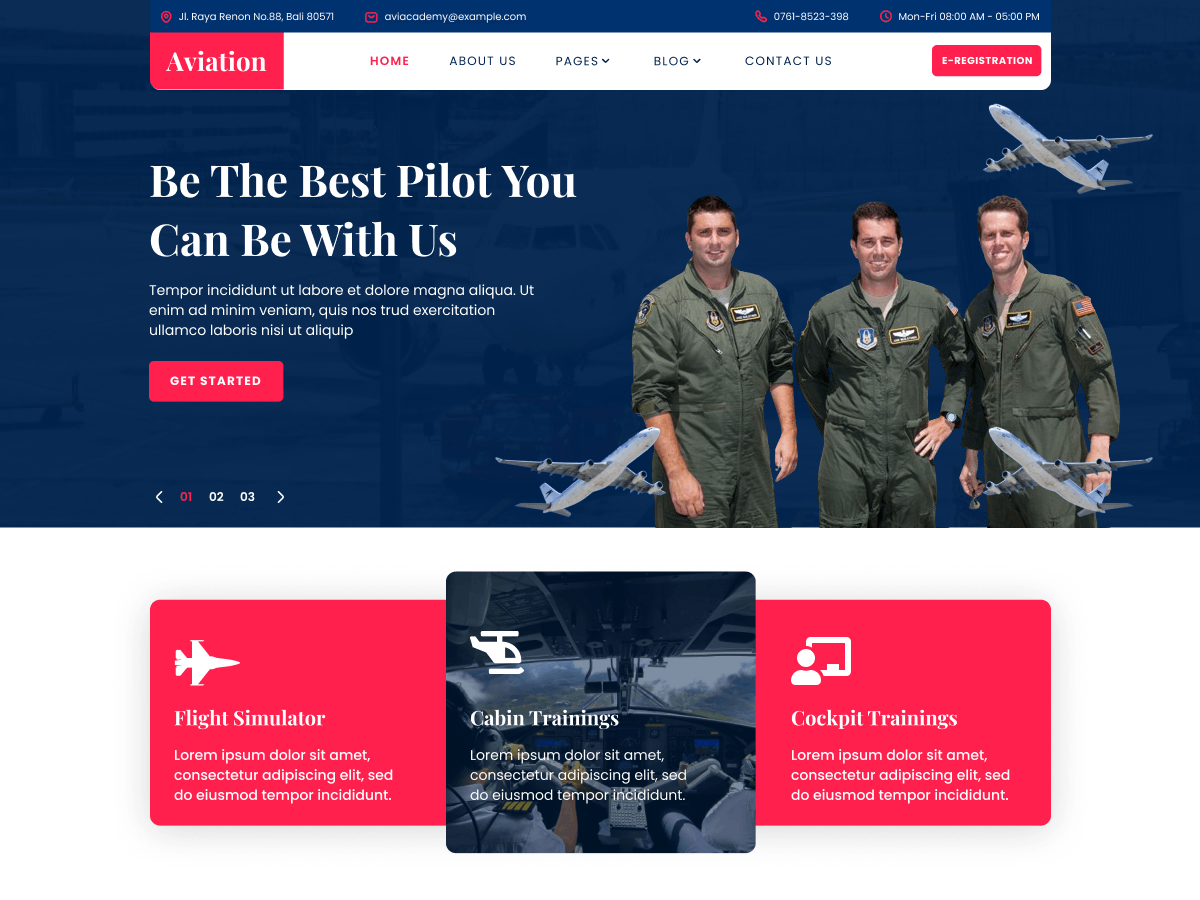 Jl. Raya Renon No.88, Bali 80571
aviacademy@example.com
0761-8523-398
Mon-Fri 08:00 AM - 05:00 PM
Aviation
HOME
ABOUT US
PAGES
BLOG
CONTACT US
E-REGISTRATION
Be The Best Pilot You
Can Be With Us
Tempor incididunt ut labore et dolore magna aliqua. Ut
enim ad minim veniam, quis nos trud exercitation
ullamco laboris nisi ut aliquip
GET STARTED
01 02 03
Flight Simulator
Lorem ipsum dolor sit amet,
consectetur adipiscing elit, sed
do eiusmod tempor incididunt.
Cabin Trainings
Lorem ipsum dolor sit amet,
consectetur adipiscing elit, sed
do eiusmod tempor incididunt.
Cockpit Trainings
Lorem ipsum dolor sit amet,
consectetur adipiscing elit, sed
do eiusmod tempor incididunt.